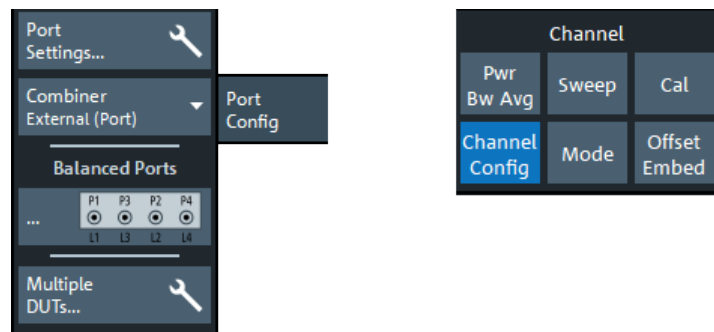 Port
Settings...
Combiner
External (Port)
Port
Config
Balanced Ports
...
P1 P3 P2 P4
L1 L3 L2 L4
Multiple
DUTs...
Channel
Pwr
Bw Avg
Sweep
Cal
Channel
Config
Mode
Offset
Embed